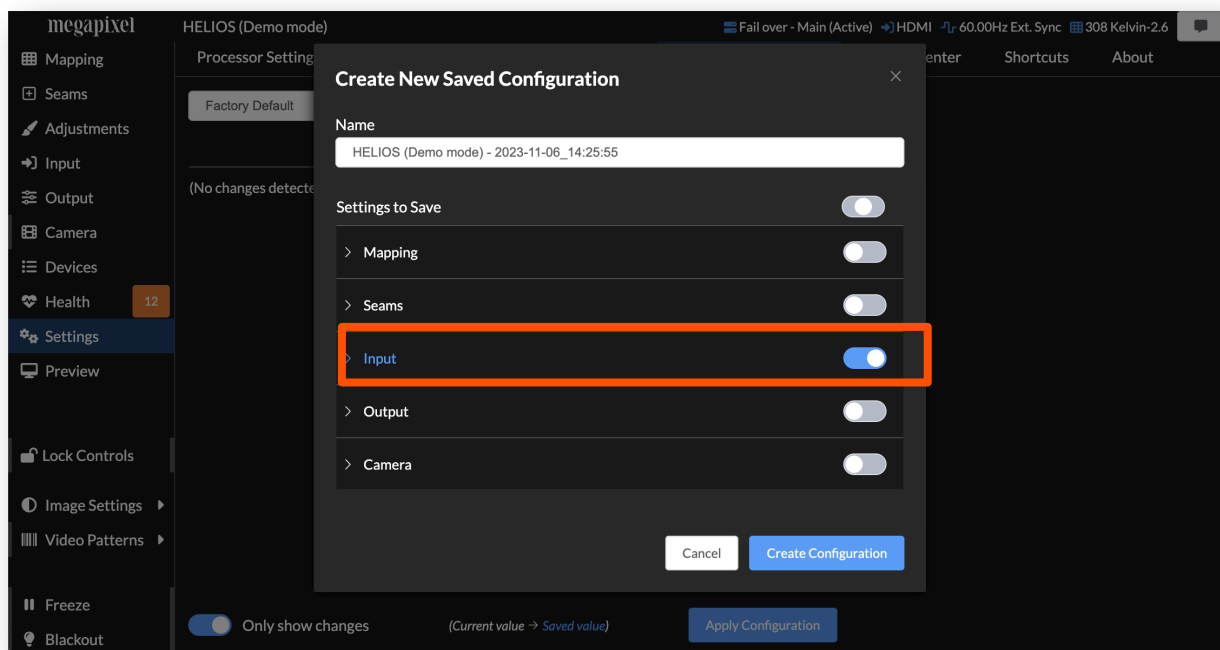 megapixel
HELIOS (Demo mode)
Fail over - Main (Active) HDMI 60.00Hz Ext. Sync 308 Kelvin-2.6
Mapping
Seams
Adjustments
Input
Output
Camera
Devices
Health 12
Settings
Preview
Lock Controls
Image Settings
Video Patterns
Freeze
Blackout
Processor Setting
enter Shortcuts About
Factory Default
(No changes detecte
Create New Saved Configuration
Name
HELIOS (Demo mode) - 2023-11-06_14:25:55
Settings to Save
Mapping
Seams
Input
Output
Camera
Cancel Create Configuration
Only show changes (Current value → Saved value) Apply Configuration